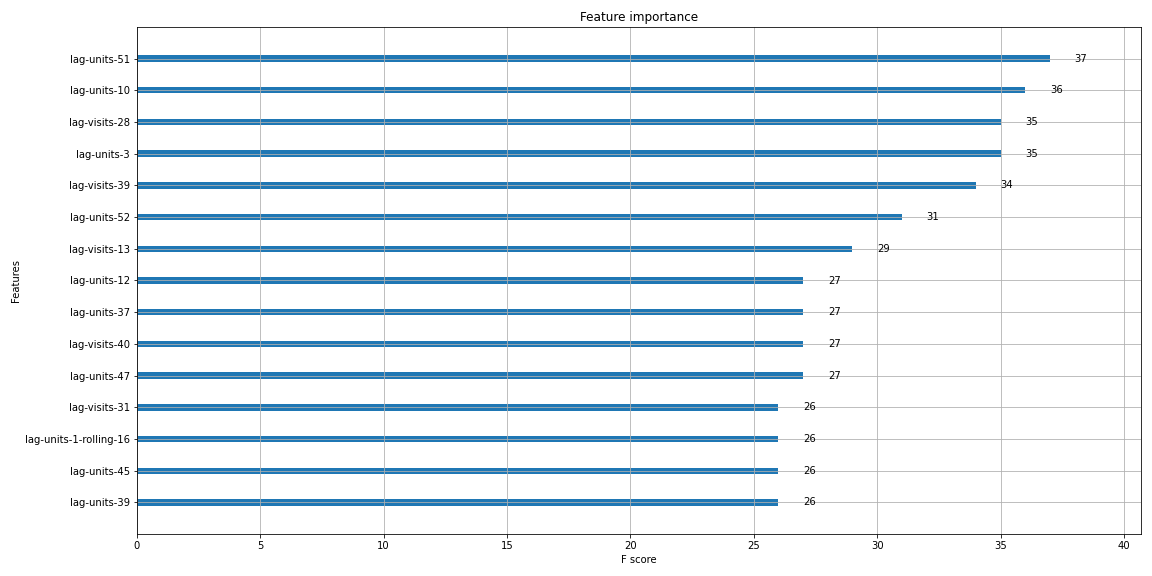 Feature importance
Features
lag-units-51 37
lag-units-10 36
lag-visits-28 35
lag-units-3 35
lag-visits-39 34
lag-units-52 31
lag-visits-13 29
lag-units-12 27
lag-units-37 27
lag-visits-40 27
lag-units-47 27
lag-visits-31 26
lag-units-1-rolling-16 26
lag-units-45 26
lag-units-39 26
0 5 10 15 20 25 30 35 40
F score